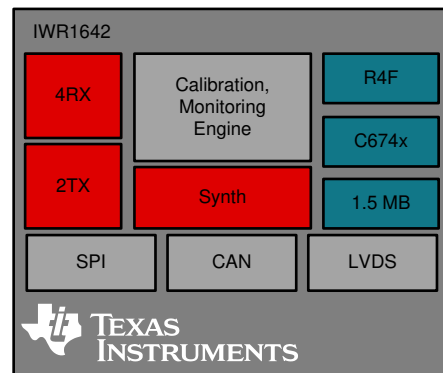 IWR1642
4RX
Calibration,
Monitoring
Engine
R4F
C674x
2TX
Synth
1.5 MB
SPI
CAN
LVDS
TEXAS
INSTRUMENTS